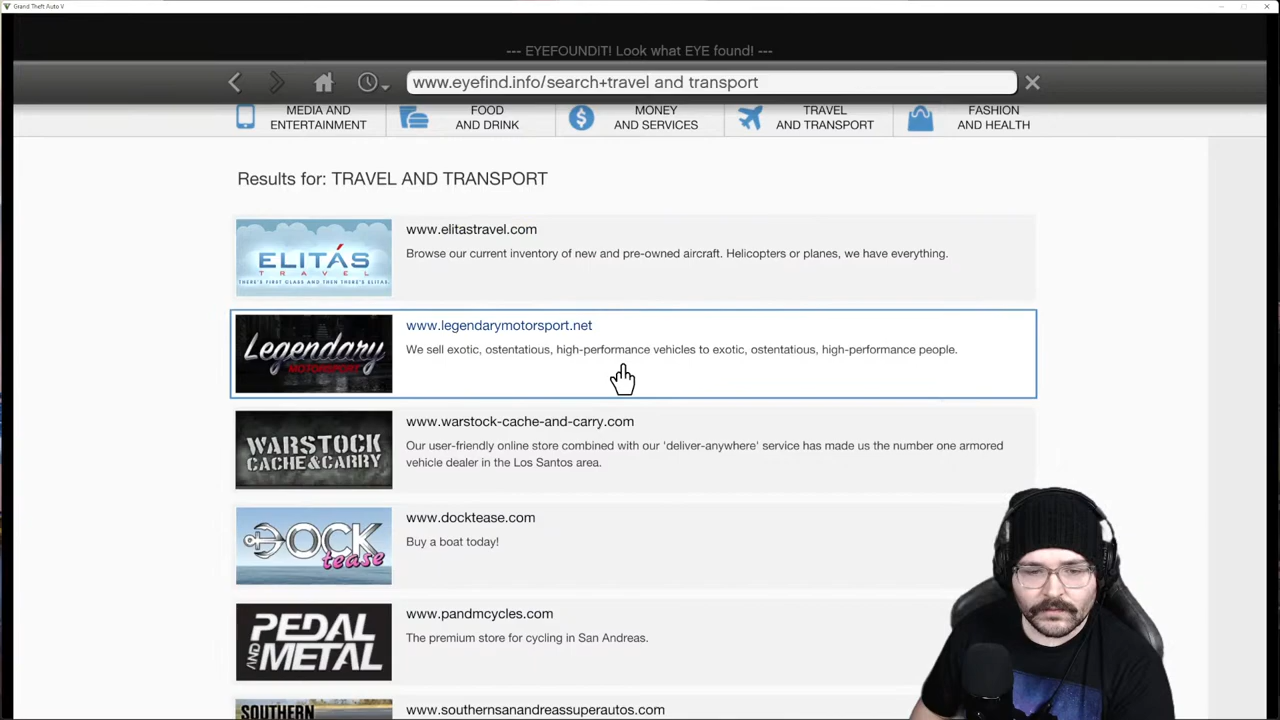 Grand Theft Auto V
--- EYEFOUNDIT! Look what EYE found! ---
www.eyefind.info/search+travel and transport
MEDIA AND
ENTERTAINMENT
FOOD
AND DRINK
MONEY
AND SERVICES
TRAVEL
AND TRANSPORT
FASHION
AND HEALTH
Results for: TRAVEL AND TRANSPORT
ELITÁS
TRAVEL
THERE'S FIRST CLASS AND THEN THERE'S ELITAS
www.elitastravel.com
Browse our current inventory of new and pre-owned aircraft. Helicopters or planes, we have everything.
Legendary
MOTORSPORT
www.legendarymotorsport.net
We sell exotic, ostentatious, high-performance vehicles to exotic, ostentatious, high-performance people.
WARSTOCK
CACHE&CARRY
www.warstock-cache-and-carry.com
Our user-friendly online store combined with our 'deliver-anywhere' service has made us the number one armored
vehicle dealer in the Los Santos area.
DOCK
tease
www.docktease.com
Buy a boat today!
PEDAL
AND METAL
www.pandmcycles.com
The premium store for cycling in San Andreas.
SOUTHERN
www.southernsanandreassuperautos.com